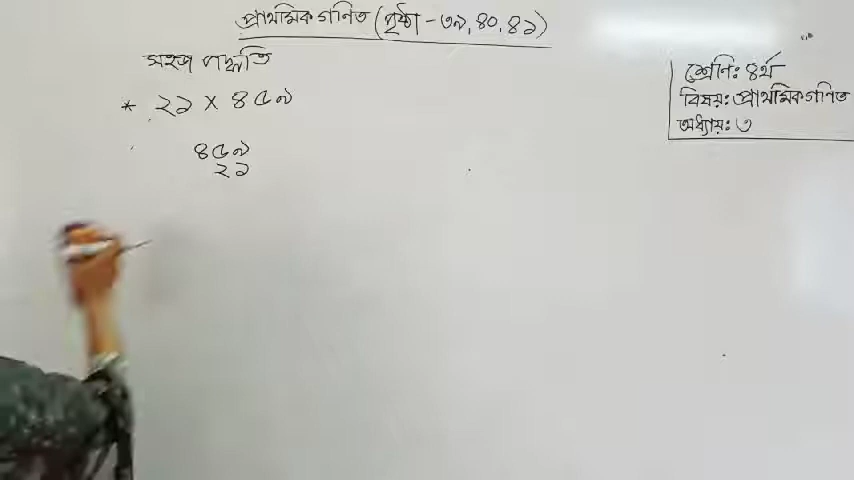 প্রাথমিক গণিত (পৃষ্ঠা - ৩৯, ৪০, ৪১)
সহজ পদ্ধতি
* ২১ × ৪৫৯
৪৫৯
২১
শ্রেণি: ৪র্থ
বিষয়: প্রাথমিক গণিত
অধ্যায়: ৩